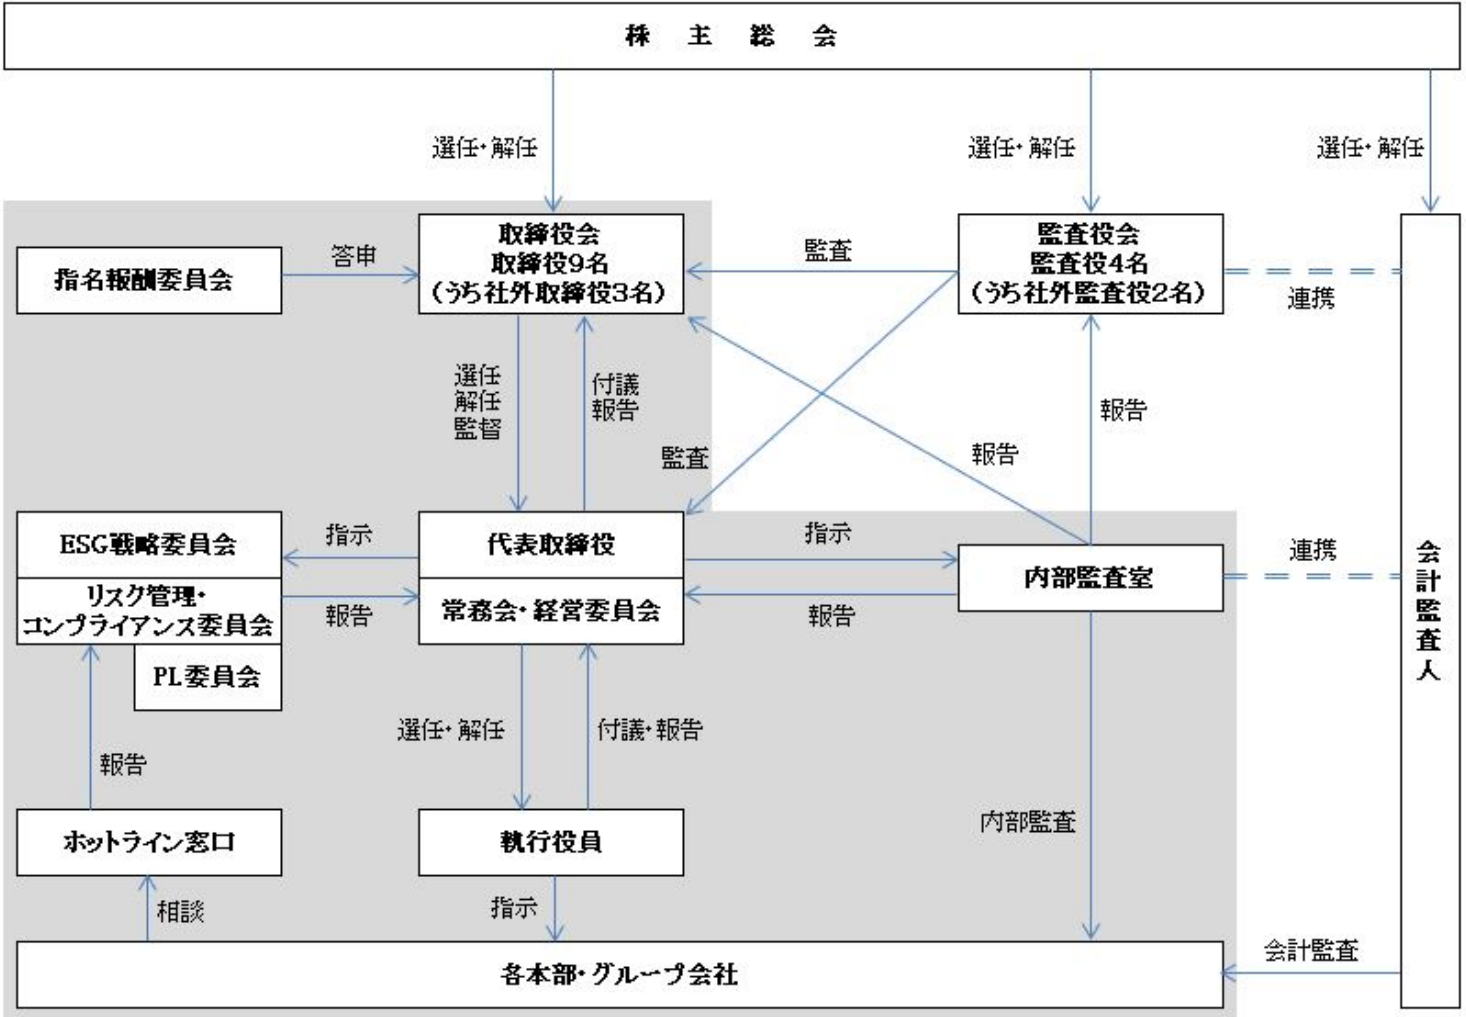 株主総会
選任・解任
選任・解任
選任・解任
取締役会
取締役9名
(うち社外取締役3名)
監査役会
監査役4名
(うち社外監査役2名)
指名報酬委員会
答申
監査
連携
選任
解任
監督
付議
報告
監査
報告
報告
ESG戦略委員会
リスク管理・
コンプライアンス委員会
PL委員会
指示
報告
代表取締役
常務会・経営委員会
指示
報告
内部監査室
連携
会計監査人
選任・解任
付議・報告
報告
ホットライン窓口
執行役員
内部監査
相談
指示
会計監査
各本部・グループ会社